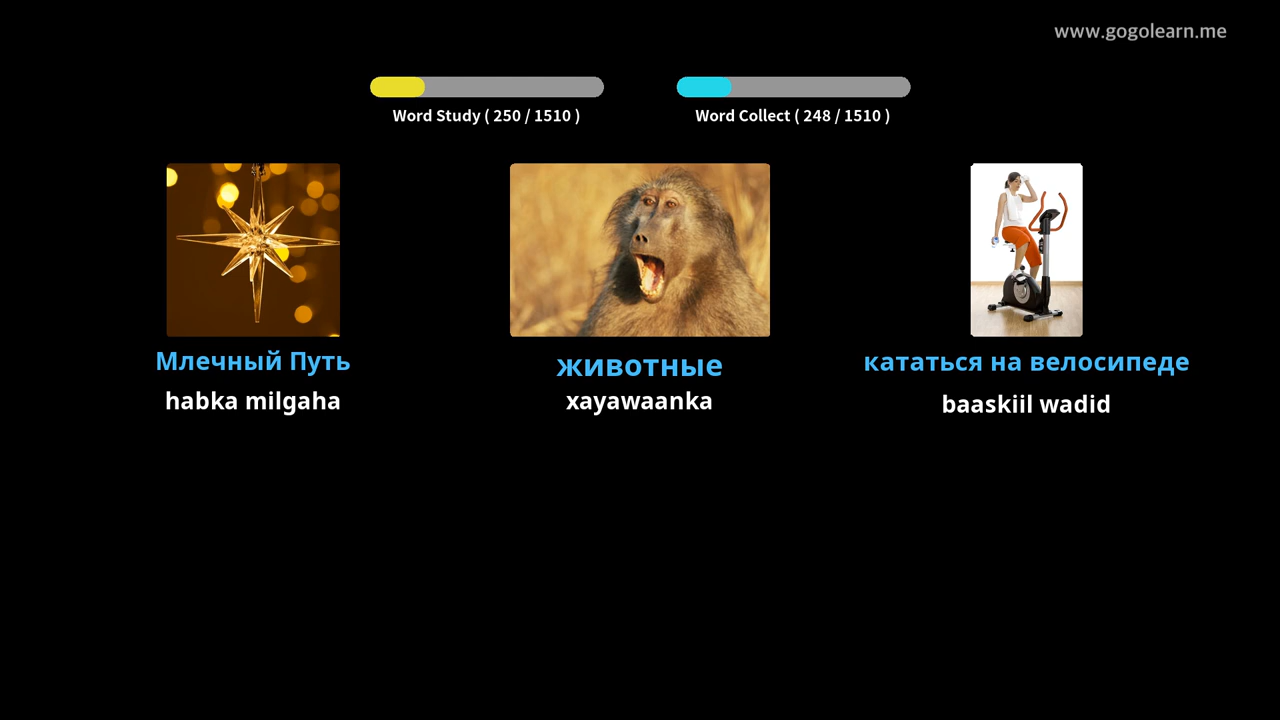 www.gogolearn.me
Word Study ( 250 / 1510 )
Word Collect ( 248 / 1510 )
Млечный Путь
habka milgaha
животные
xayawaanka
кататься на велосипеде
baaskiil wadid